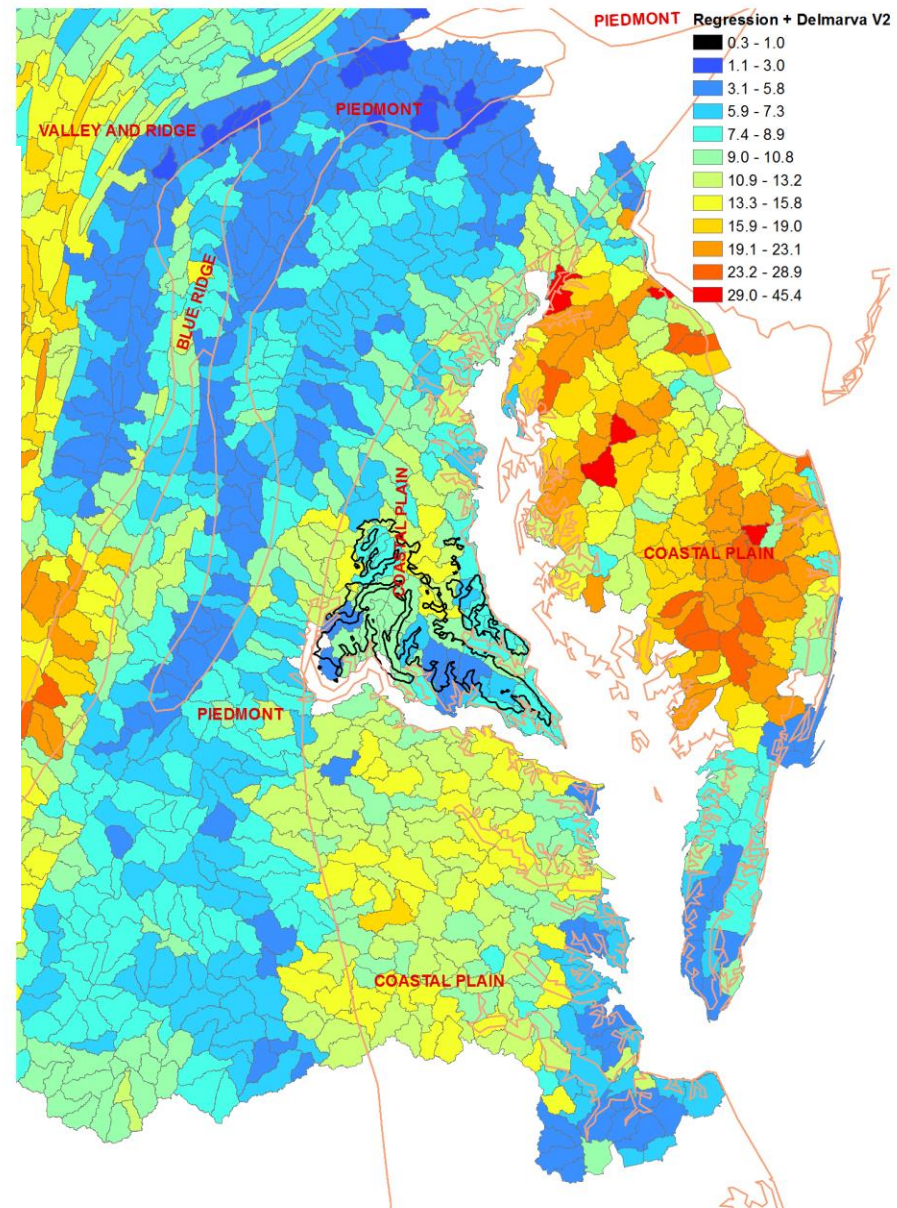 PIEDMONT
Regression + Delmarva V2
0.3 - 1.0
1.1 - 3.0
3.1 - 5.8
5.9 - 7.3
7.4 - 8.9
9.0 - 10.8
10.9 - 13.2
13.3 - 15.8
15.9 - 19.0
19.1 - 23.1
23.2 - 28.9
29.0 - 45.4
PIEDMONT
VALLEY AND RIDGE
BLUE RIDGE
COASTAL PLAIN
COASTAL PLAIN
PIEDMONT
COASTAL PLAIN